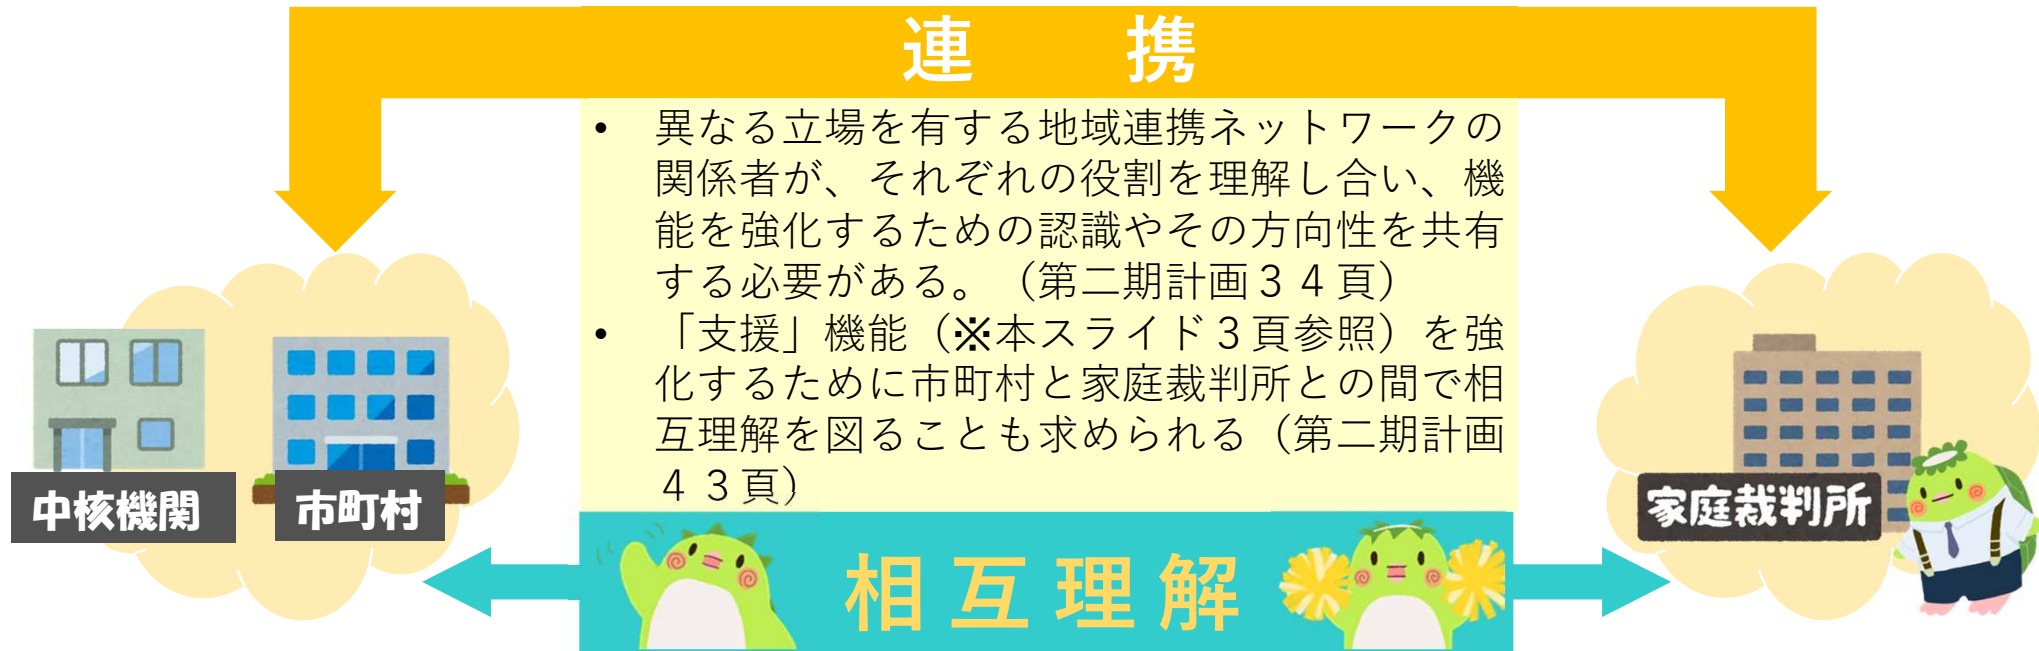 連　携
• 異なる立場を有する地域連携ネットワークの
関係者が、それぞれの役割を理解し合い、機
能を強化するための認識やその方向性を共有
する必要がある。（第二期計画３４頁）
• 「支援」機能（※本スライド３頁参照）を強
化するために市町村と家庭裁判所との間で相
互理解を図ることも求められる（第二期計画
４３頁）
中核機関
市町村
家庭裁判所
相互理解